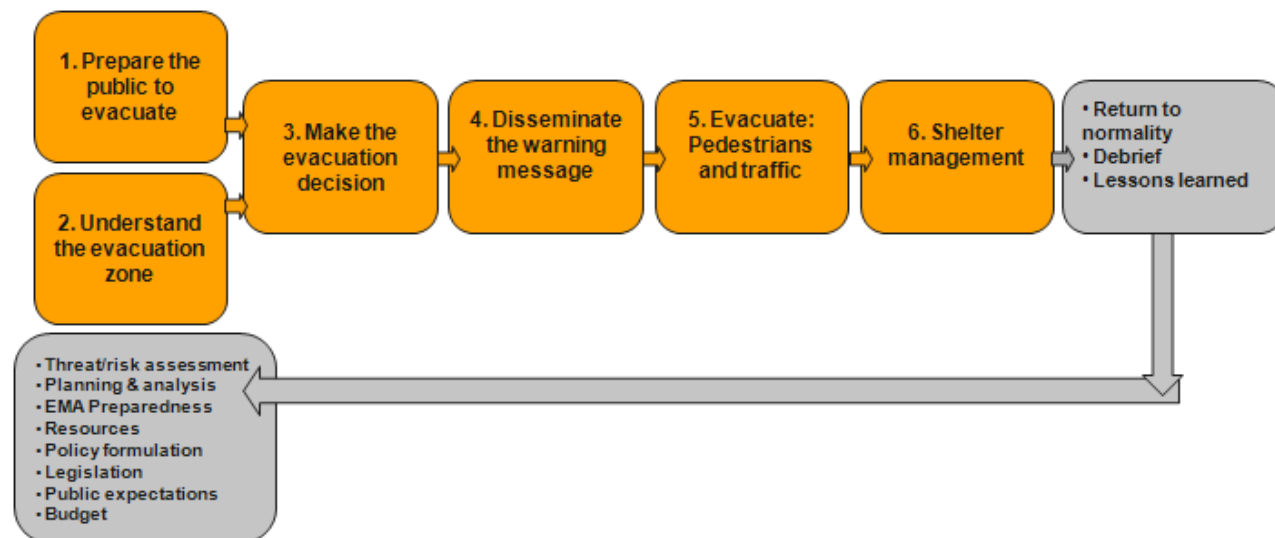 1. Prepare the
public to
evacuate
2. Understand
the evacuation
zone
3. Make the
evacuation
decision
4. Disseminate
the warning
message
5. Evacuate:
Pedestrians
and traffic
6. Shelter
management
• Return to
normality
• Debrief
• Lessons learned
• Threat/risk assessment
• Planning & analysis
• EMA Preparedness
• Resources
• Policy formulation
• Legislation
• Public expectations
• Budget